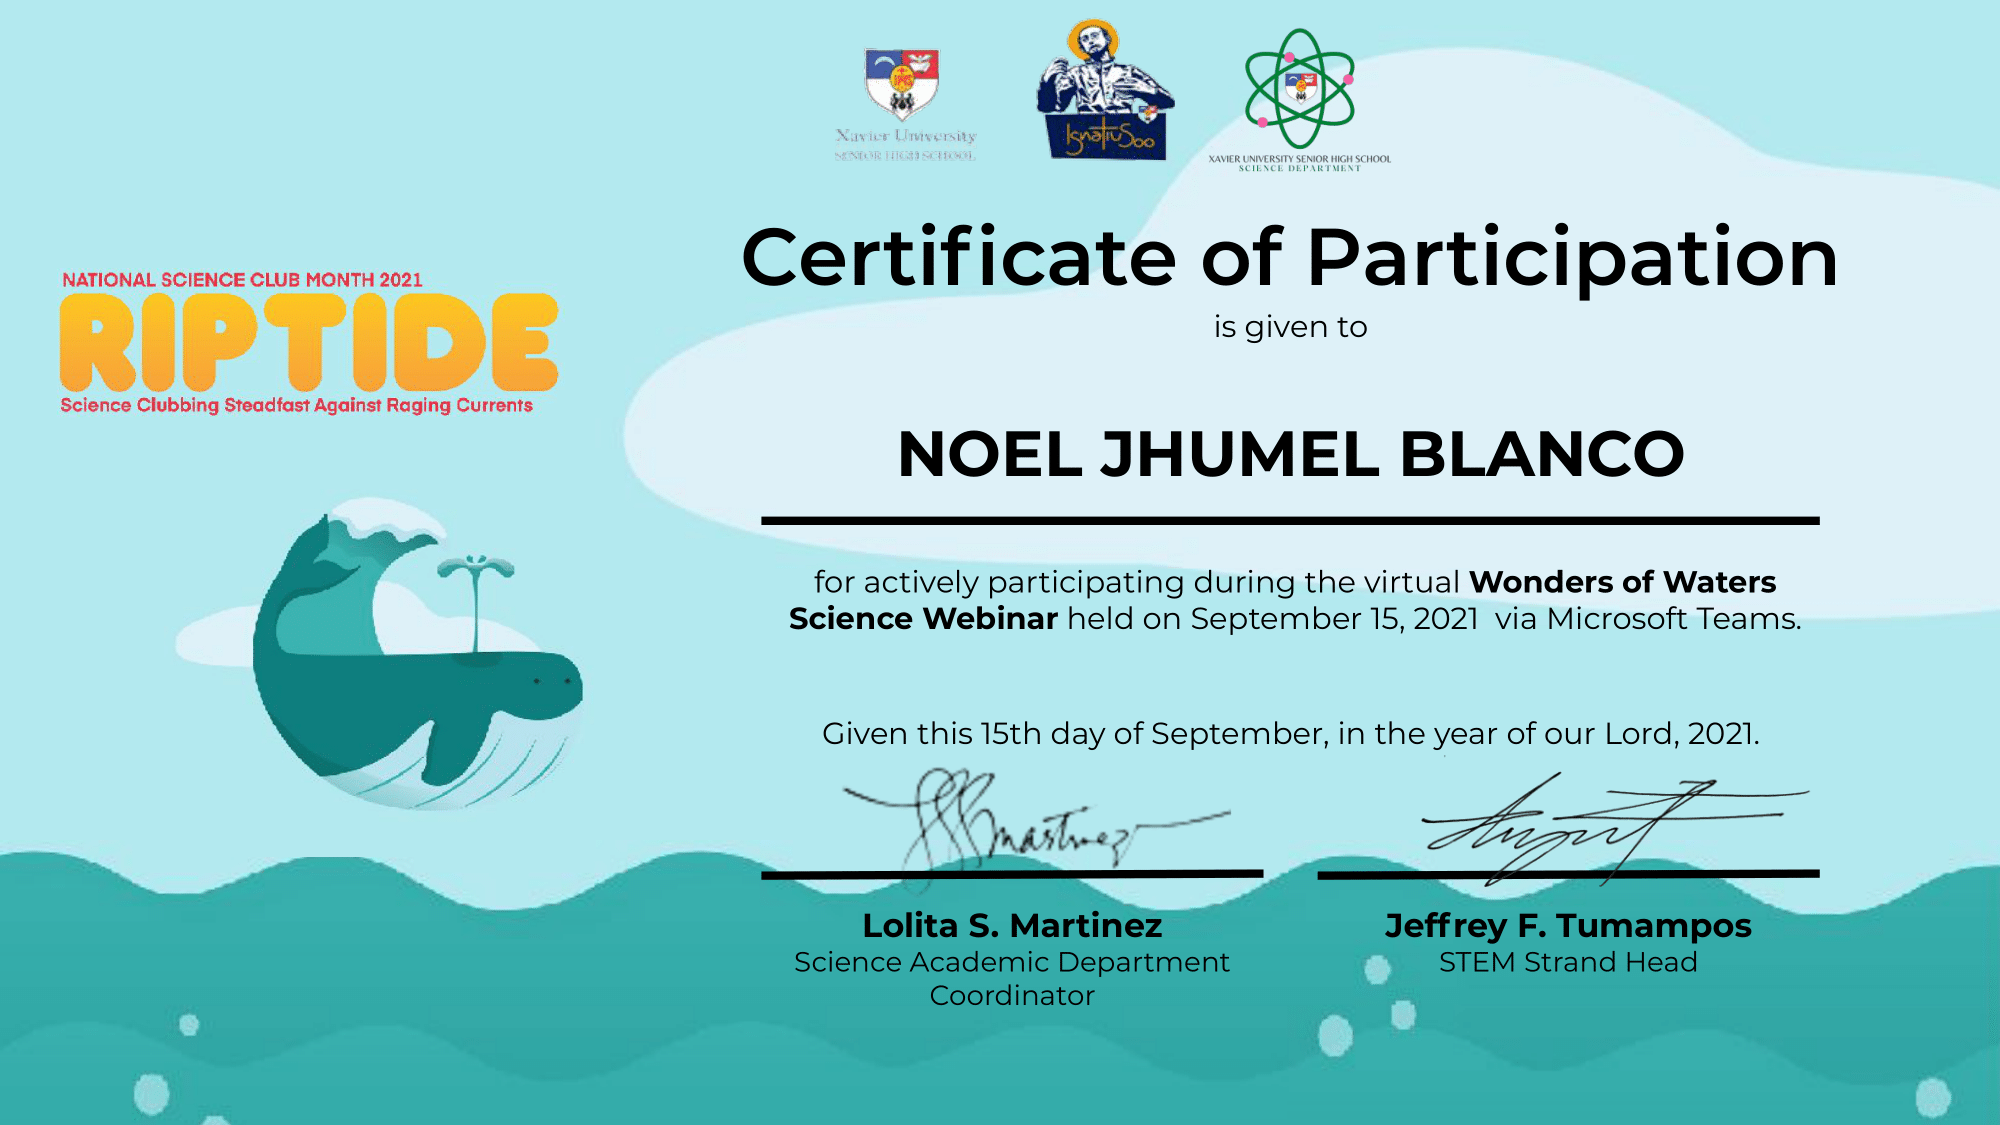 Xavier University
SENIOR HIGH SCHOOL
Ignatius500
XAVIER UNIVERSITY SENIOR HIGH SCHOOL
SCIENCE DEPARTMENT
NATIONAL SCIENCE CLUB MONTH 2021
RIPTIDE
Science Clubbing Steadfast Against Raging Currents
Certificate of Participation
is given to
NOEL JHUMEL BLANCO
for actively participating during the virtual Wonders of Waters
Science Webinar held on September 15, 2021 via Microsoft Teams.
Given this 15th day of September, in the year of our Lord, 2021.
Lolita S. Martinez
Science Academic Department
Coordinator
Jeffrey F. Tumampos
STEM Strand Head